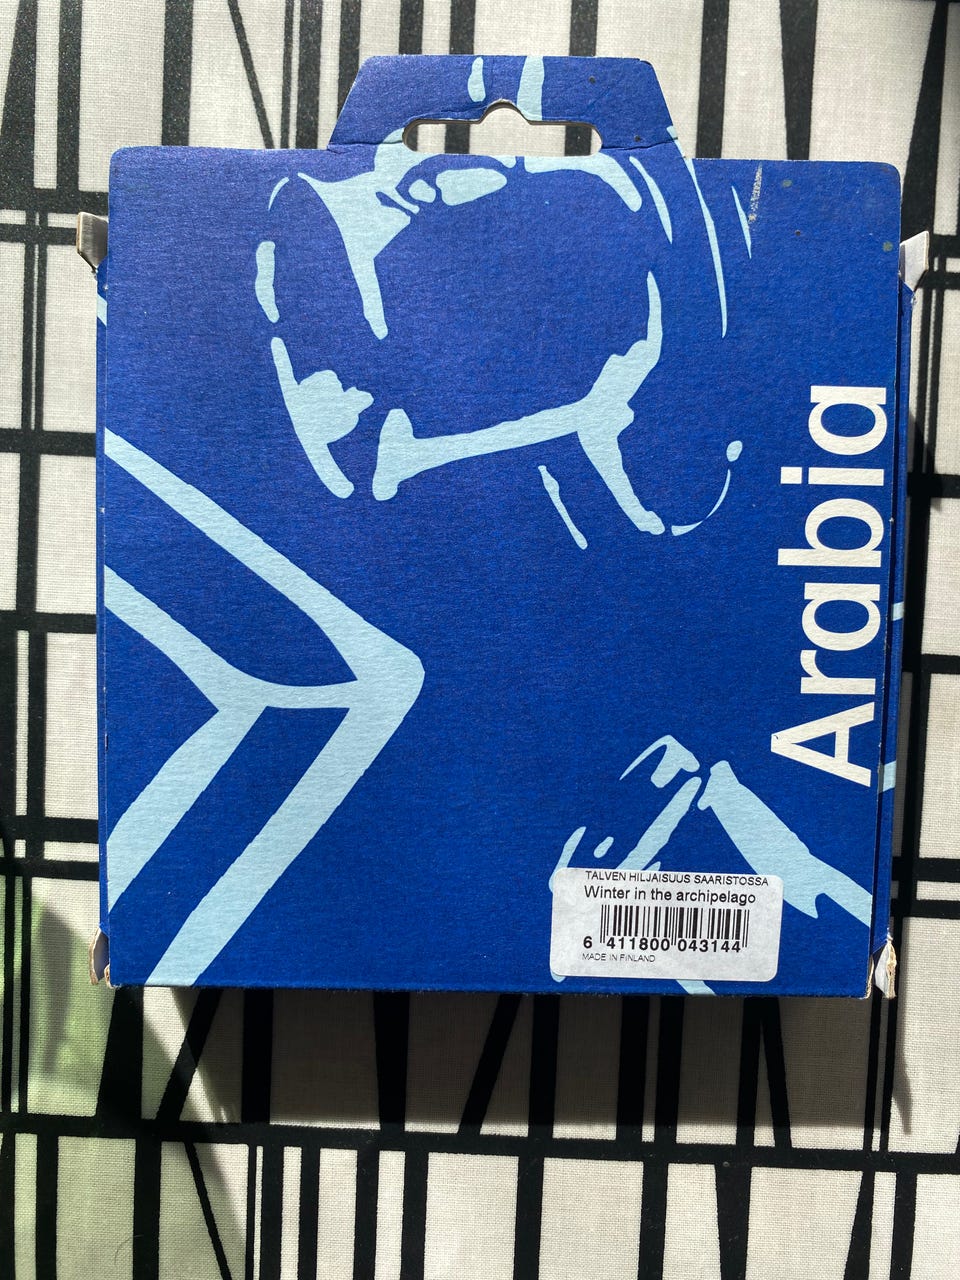 Arabia
TALVEN HILJAISUUS SAARISTOSSA
Winter in the archipelago
6 411800 043144
MADE IN FINLAND